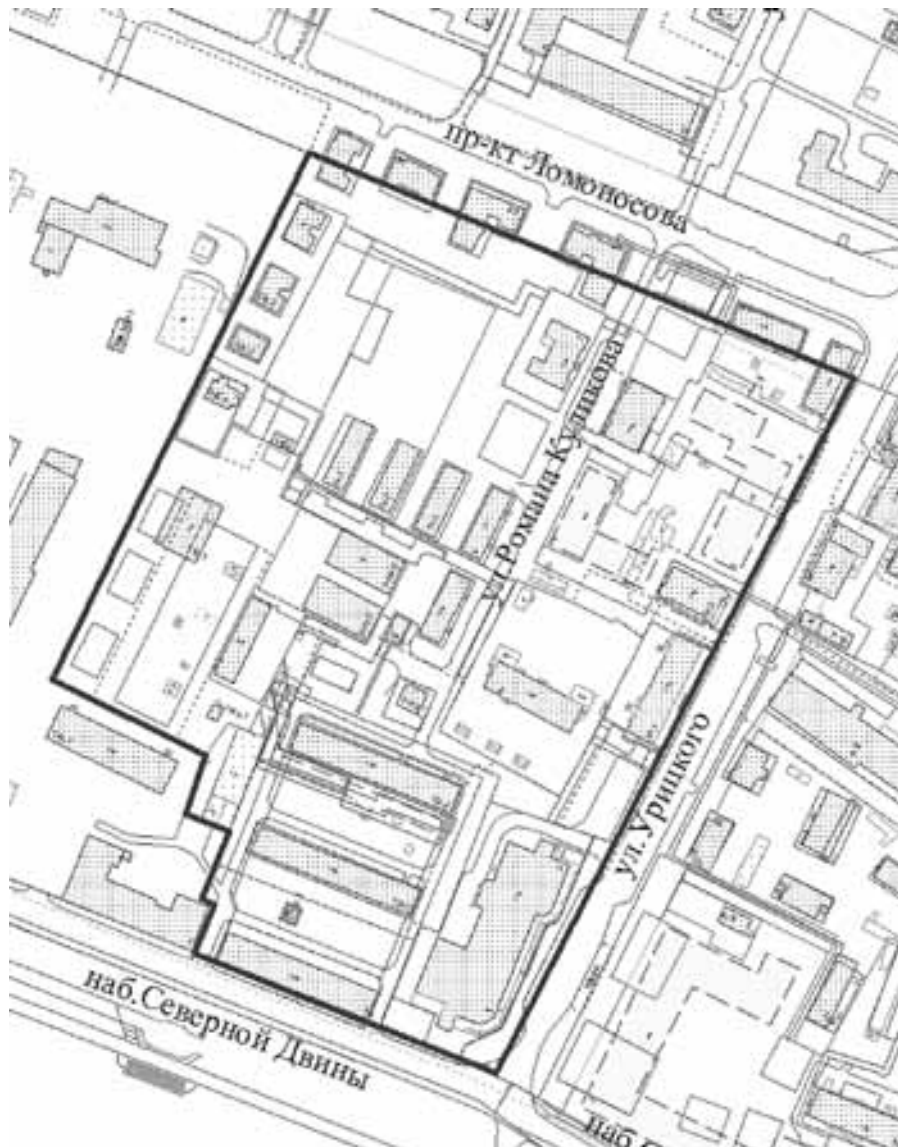 пр-кт Ломоносова
ул.Романа Куликова
ул.Урицкого
наб.Северной Двины
наб.